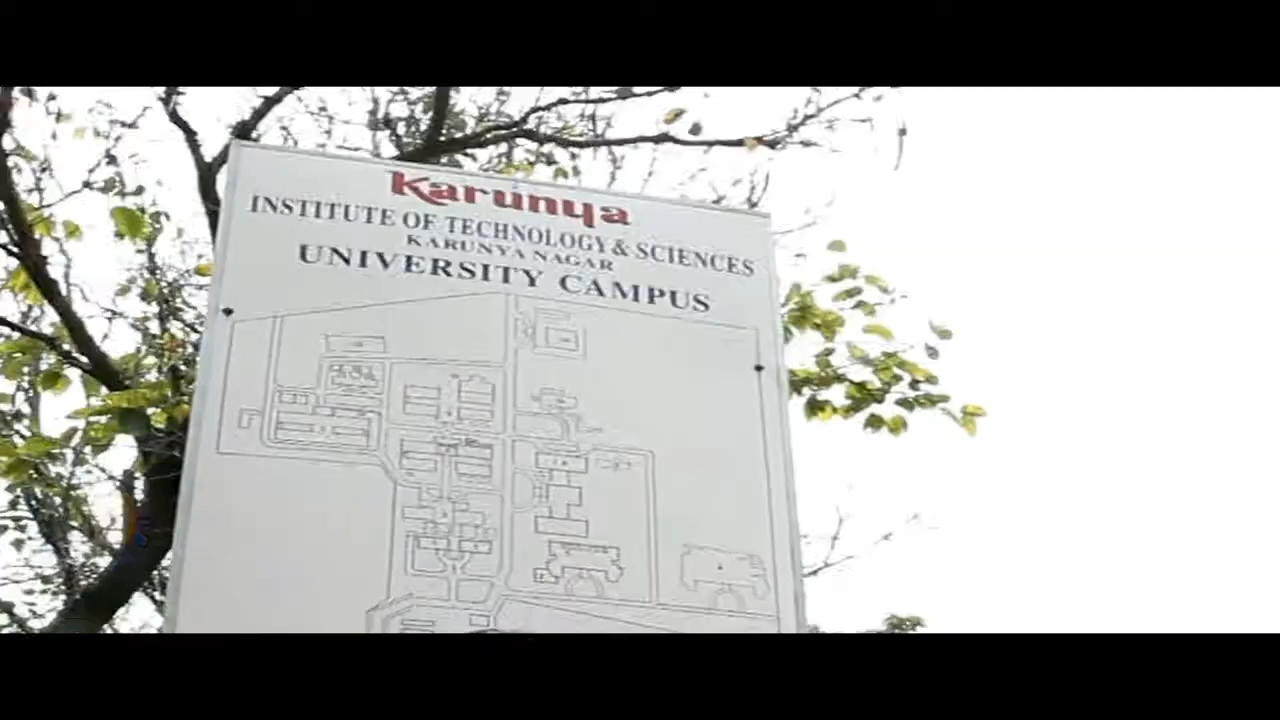 Karunya
INSTITUTE OF TECHNOLOGY & SCIENCES
KARUNYA NAGAR
UNIVERSITY CAMPUS